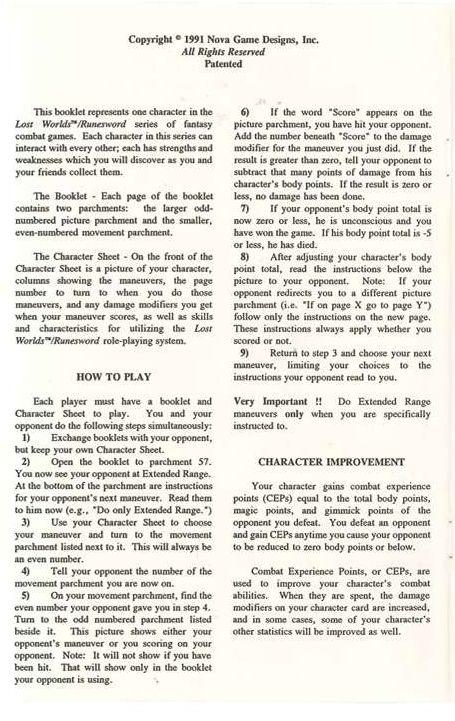 Copyright © 1991 Nova Game Designs, Inc.
All Rights Reserved
Patented
This booklet represents one character in the
Lost Worlds™/Runesword series of fantasy
combat games. Each character in this series can
interact with every other; each has strengths and
weaknesses which you will discover as you and
your friends collect them.
The Booklet - Each page of the booklet
contains two parchments: the larger odd-
numbered picture parchment and the smaller,
even-numbered movement parchment.
The Character Sheet - On the front of the
Character Sheet is a picture of your character,
columns showing the maneuvers, the page
number to turn to when you do those
maneuvers, and any damage modifiers you get
when your maneuver scores, as well as skills
and characteristics for utilizing the Lost
Worlds™/Runesword role-playing system.
HOW TO PLAY
Each player must have a booklet and
Character Sheet to play. You and your
opponent do the following steps simultaneously:
1) Exchange booklets with your opponent,
but keep your own Character Sheet.
2) Open the booklet to parchment 57.
You now see your opponent at Extended Range.
At the bottom of the parchment are instructions
for your opponent's next maneuver. Read them
to him now (e.g., "Do only Extended Range.")
3) Use your Character Sheet to choose
your maneuver and turn to the movement
parchment listed next to it. This will always be
an even number.
4) Tell your opponent the number of the
movement parchment you are now on.
5) On your movement parchment, find the
even number your opponent gave you in step 4.
Turn to the odd numbered parchment listed
beside it. This picture shows either your
opponent's maneuver or you scoring on your
opponent. Note: It will not show if you have
been hit. That will show only in the booklet
your opponent is using.
6) If the word "Score" appears on the
picture parchment, you have hit your opponent.
Add the number beneath "Score" to the damage
modifier for the maneuver you just did. If the
result is greater than zero, tell your opponent to
subtract that many points of damage from his
character's body points. If the result is zero or
less, no damage has been done.
7) If your opponent's body point total is
now zero or less, he is unconscious and you
have won the game. If his body point total is -5
or less, he has died.
8) After adjusting your character's body
point total, read the instructions below the
picture to your opponent. Note: If your
opponent redirects you to a different picture
parchment (i.e. "If on page X go to page Y")
follow only the instructions on the new page.
These instructions always apply whether you
scored or not.
9) Return to step 3 and choose your next
maneuver, limiting your choices to the
instructions your opponent read to you.
Very Important !! Do Extended Range
maneuvers only when you are specifically
instructed to.
CHARACTER IMPROVEMENT
Your character gains combat experience
points (CEPs) equal to the total body points,
magic points, and gimmick points of the
opponent you defeat. You defeat an opponent
and gain CEPs anytime you cause your opponent
to be reduced to zero body points or below.
Combat Experience Points, or CEPs, are
used to improve your character's combat
abilities. When they are spent, the damage
modifiers on your character card are increased,
and in some cases, some of your character's
other statistics will be improved as well.